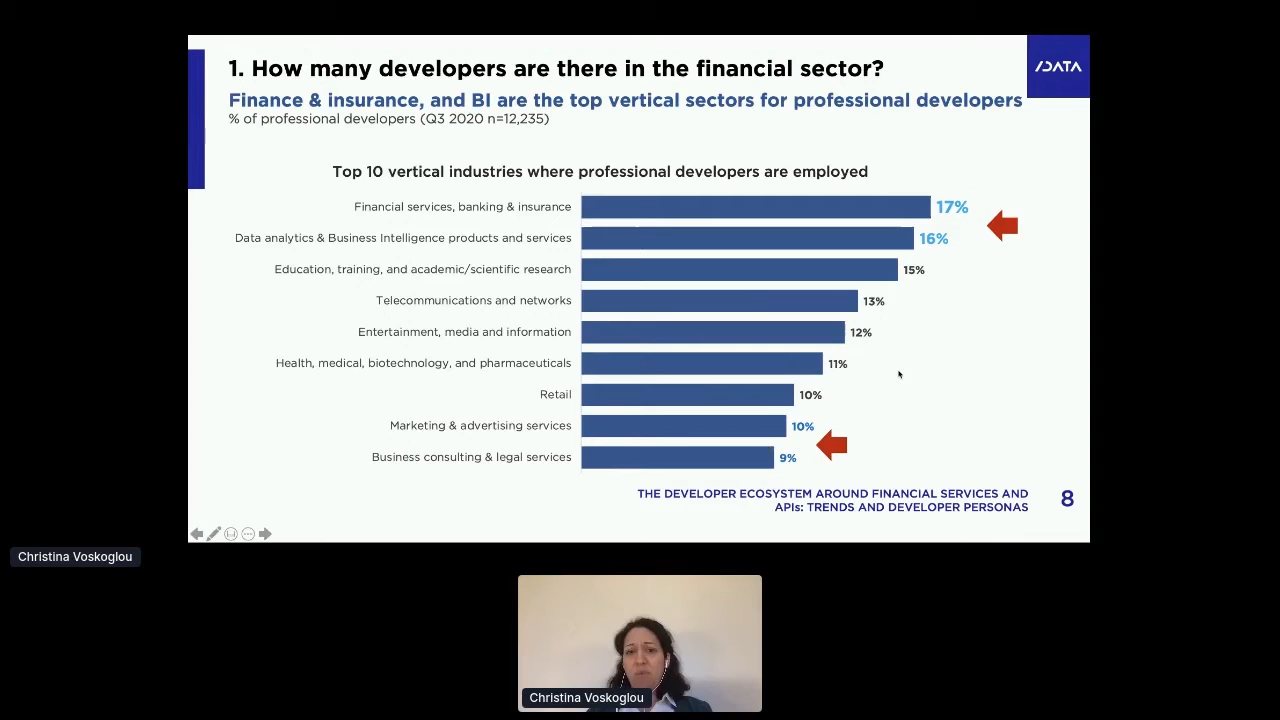 1. How many developers are there in the financial sector?
/DATA
Finance & insurance, and BI are the top vertical sectors for professional developers
% of professional developers (Q3 2020 n=12,235)
Top 10 vertical industries where professional developers are employed
Financial services, banking & insurance 17%
Data analytics & Business Intelligence products and services 16%
Education, training, and academic/scientific research 15%
Telecommunications and networks 13%
Entertainment, media and information 12%
Health, medical, biotechnology, and pharmaceuticals 11%
Retail 10%
Marketing & advertising services 10%
Business consulting & legal services 9%
THE DEVELOPER ECOSYSTEM AROUND FINANCIAL SERVICES AND
APIs: TRENDS AND DEVELOPER PERSONAS
8
Christina Voskoglou
Christina Voskoglou